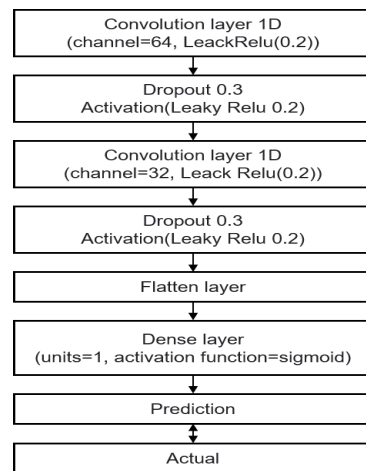 Convolution layer 1D
(channel=64, LeackRelu(0.2))
Dropout 0.3
Activation(Leaky Relu 0.2)
Convolution layer 1D
(channel=32, Leack Relu(0.2))
Dropout 0.3
Activation(Leaky Relu 0.2)
Flatten layer
Dense layer
(units=1, activation function=sigmoid)
Prediction
Actual